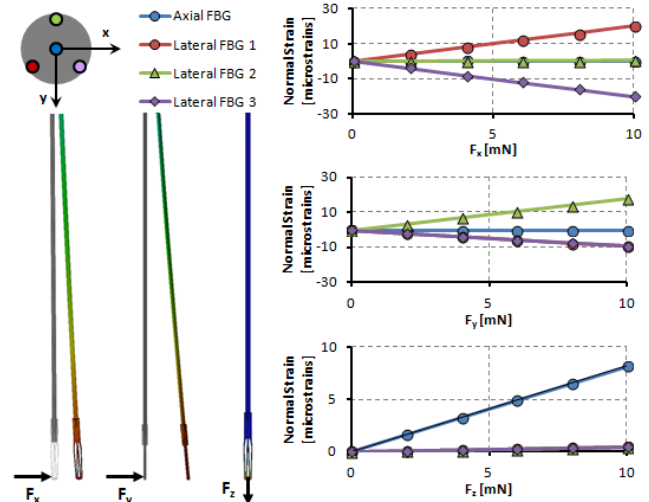 x
y
Axial FBG
Lateral FBG 1
Lateral FBG 2
Lateral FBG 3
Normal Strain
[microstrains]
30
10
-10
-30
0
5
10
Fx [mN]
Normal Strain
[microstrains]
30
10
-10
-30
0
5
10
Fy [mN]
Normal Strain
[microstrains]
10
5
0
0
5
10
Fz [mN]
Fx
Fy
Fz